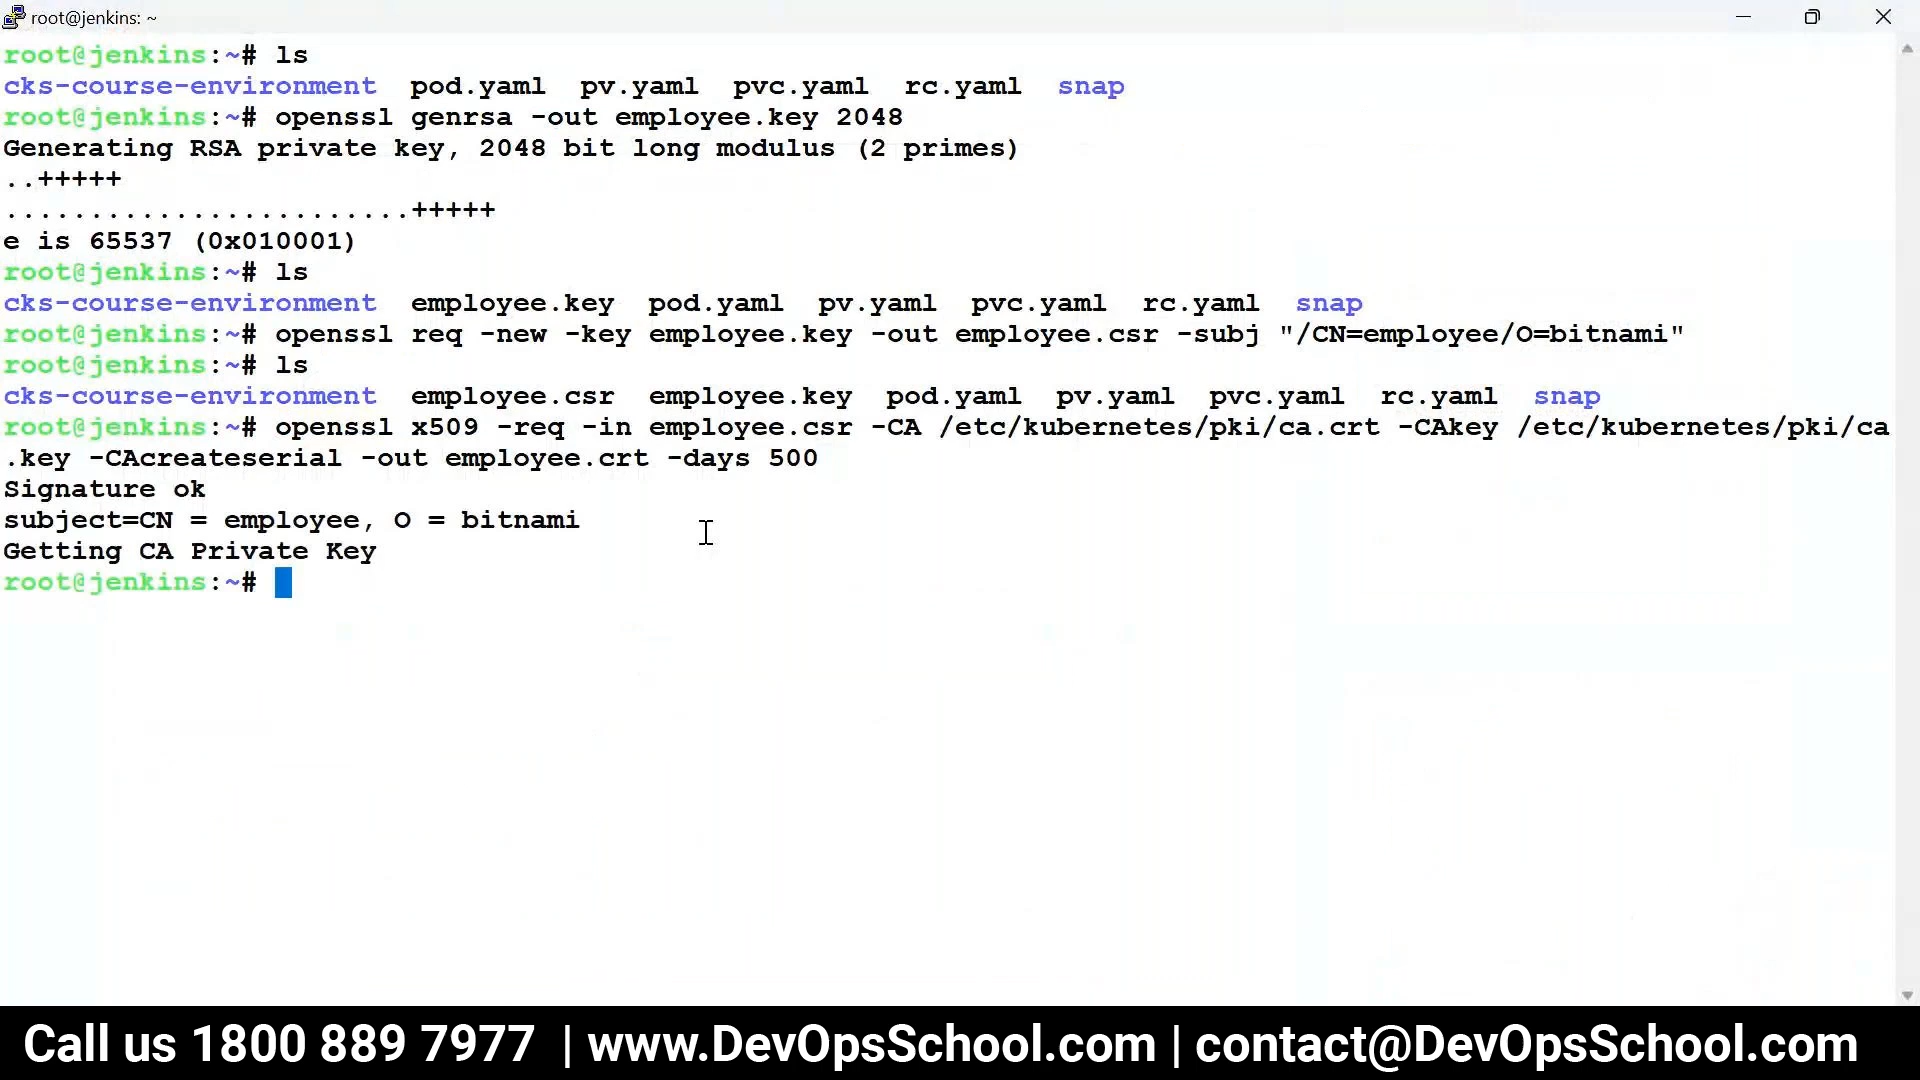 root@jenkins: ~
root@jenkins:~# ls
cks-course-environment pod.yaml pv.yaml pvc.yaml rc.yaml snap
root@jenkins:~# openssl genrsa -out employee.key 2048
Generating RSA private key, 2048 bit long modulus (2 primes)
..+++++
........................+++++
e is 65537 (0x010001)
root@jenkins:~# ls
cks-course-environment employee.key pod.yaml pv.yaml pvc.yaml rc.yaml snap
root@jenkins:~# openssl req -new -key employee.key -out employee.csr -subj "/CN=employee/O=bitnami"
root@jenkins:~# ls
cks-course-environment employee.csr employee.key pod.yaml pv.yaml pvc.yaml rc.yaml snap
root@jenkins:~# openssl x509 -req -in employee.csr -CA /etc/kubernetes/pki/ca.crt -CAkey /etc/kubernetes/pki/ca
.key -CAcreateserial -out employee.crt -days 500
Signature ok
subject=CN = employee, O = bitnami
Getting CA Private Key
root@jenkins:~#
Call us 1800 889 7977 | www.DevOpsSchool.com | contact@DevOpsSchool.com